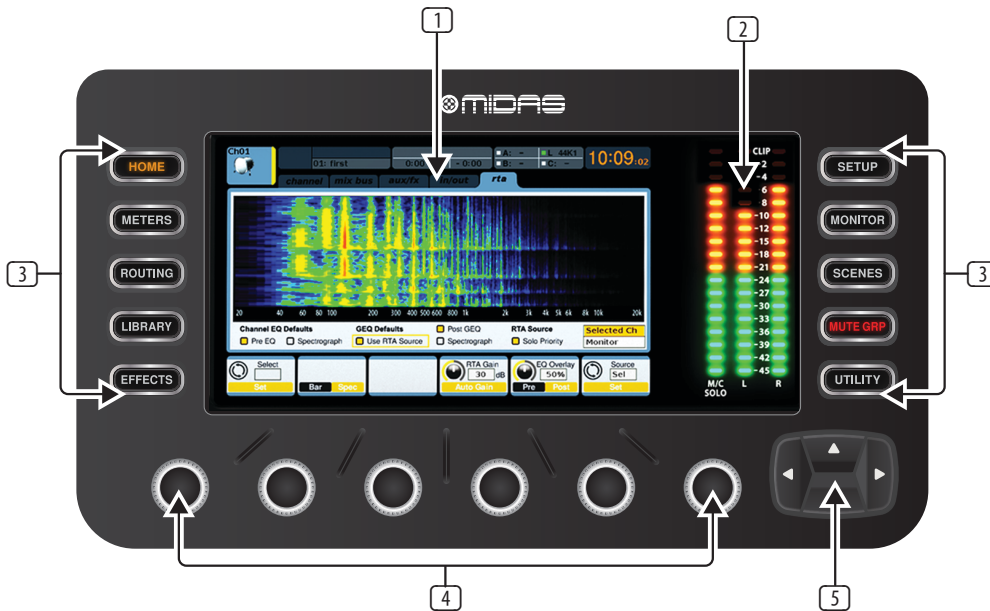 1
2
MIDAS
3
3
HOME
METERS
ROUTING
LIBRARY
EFFECTS
Ch01
01: first
0:00 - 0:00
A: -
L 44K1
B: -
C: -
10:09:02
channel mix bus aux/fx in/out rta
20 40 60 80 100 200 300 400 500 600 800 1k 2k 3k 4k 5k 6k 8k 10k 20k
Channel EQ Defaults
Pre EQ Spectrograph
GEQ Defaults
Use RTA Source
Post GEQ
Spectrograph
RTA Source
Solo Priority
Selected Ch
Monitor
Select
Set
Bar Spec
RTA Gain
30 dB
Auto Gain
EQ Overlay
50%
Pre Post
Source
Sel
Set
CLIP
-2
-4
-6
-8
-10
-12
-15
-18
-21
-24
-27
-30
-33
-36
-39
-42
-45
M/C
SOLO
L
R
SETUP
MONITOR
SCENES
MUTE GRP
UTILITY
4
5